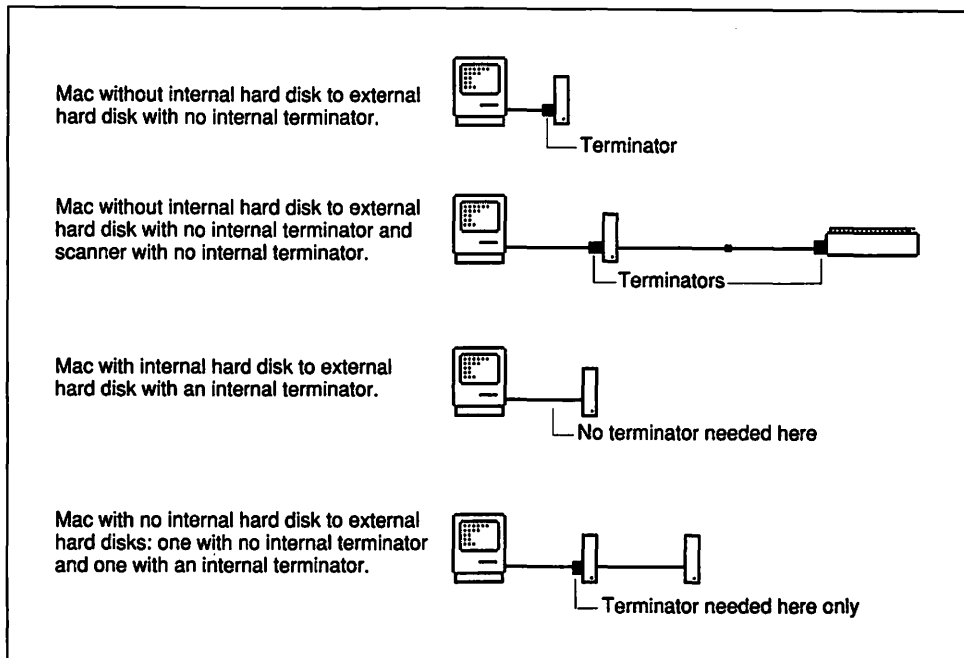 Mac without internal hard disk to external
hard disk with no internal terminator.
Terminator
Mac without internal hard disk to external
hard disk with no internal terminator and
scanner with no internal terminator.
Terminators
Mac with internal hard disk to external
hard disk with an internal terminator.
No terminator needed here
Mac with no internal hard disk to external
hard disks: one with no internal terminator
and one with an internal terminator.
Terminator needed here only